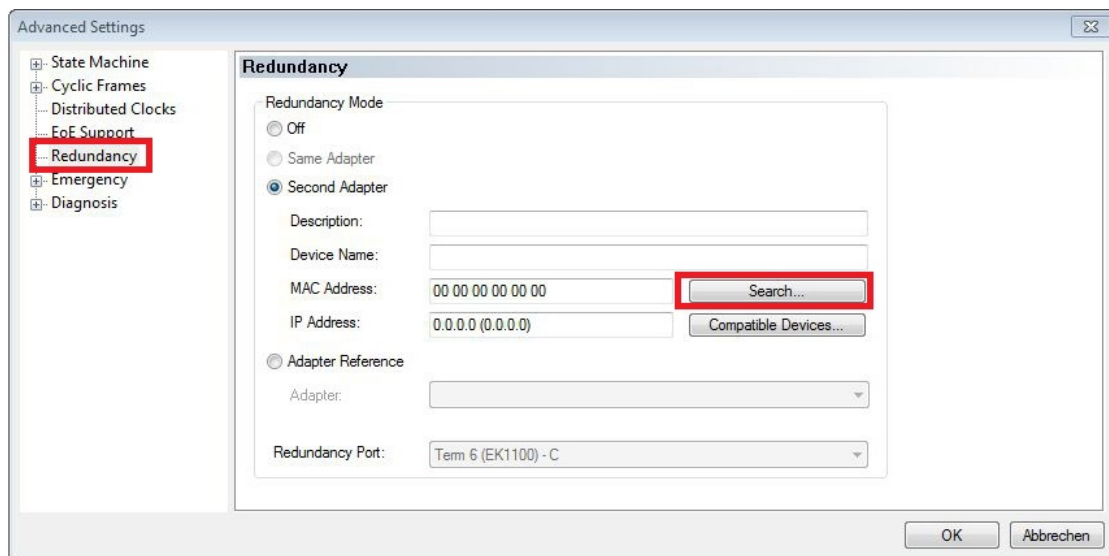 Advanced Settings
State Machine
Cyclic Frames
Distributed Clocks
EoE Support
Redundancy
Emergency
Diagnosis
Redundancy
Redundancy Mode
Off
Same Adapter
Second Adapter
Description:
Device Name:
MAC Address: 00 00 00 00 00 00 Search...
IP Address: 0.0.0.0 (0.0.0.0) Compatible Devices...
Adapter Reference
Adapter:
Redundancy Port: Term 6 (EK1100) - C
OK Abbrechen